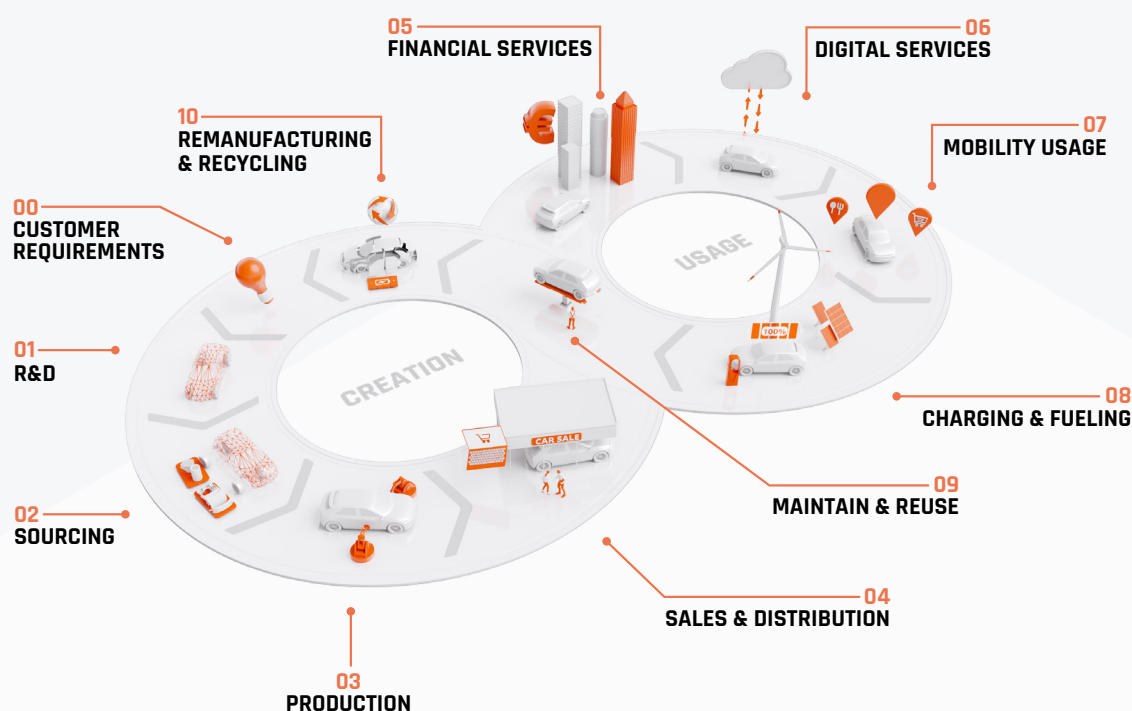 00
CUSTOMER
REQUIREMENTS
01
R&D
02
SOURCING
03
PRODUCTION
04
SALES & DISTRIBUTION
05
FINANCIAL SERVICES
06
DIGITAL SERVICES
07
MOBILITY USAGE
08
CHARGING & FUELING
09
MAINTAIN & REUSE
10
REMANUFACTURING
& RECYCLING
CREATION
USAGE
CAR SALE
100%
€